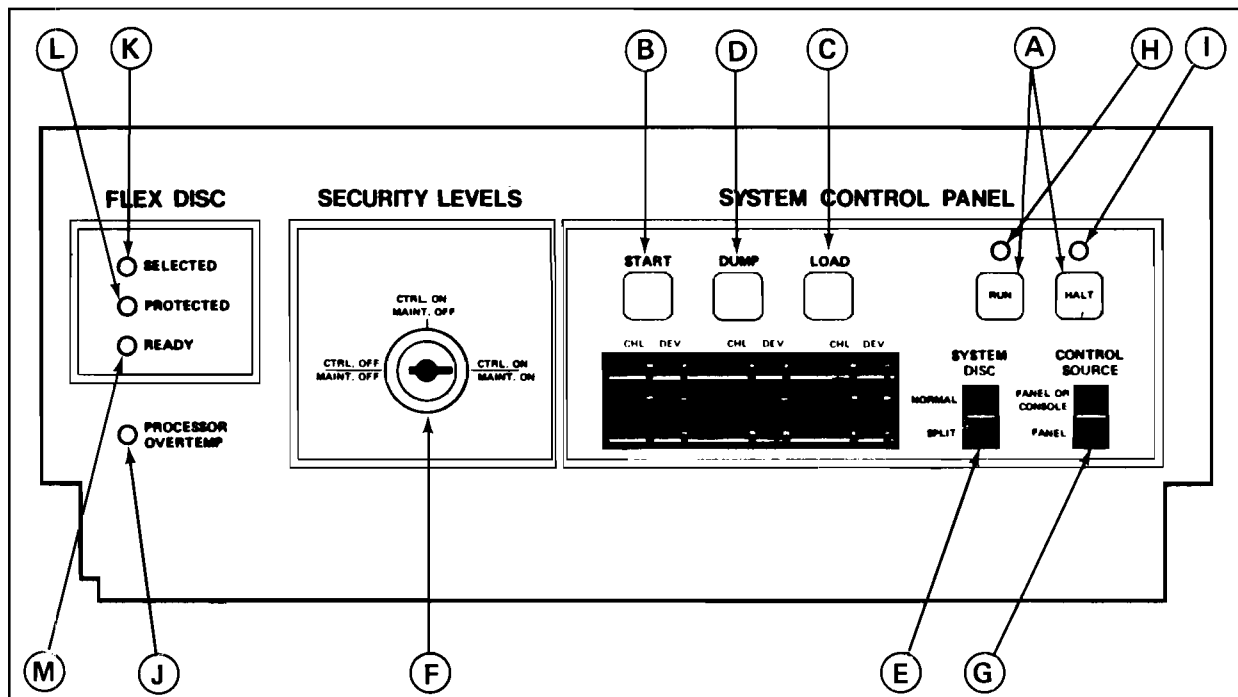 L K B D C A H I
FLEX DISC
SELECTED
PROTECTED
READY
PROCESSOR
OVERTEMP
SECURITY LEVELS
CTRL. ON
MAINT. OFF
CTRL. OFF
MAINT. OFF
CTRL. ON
MAINT. ON
SYSTEM CONTROL PANEL
START DUMP LOAD
RUN HALT
CHL DEV CHL DEV CHL DEV
SYSTEM
DISC
NORMAL
SPLIT
CONTROL
SOURCE
PANEL OR
CONSOLE
PANEL
M J F E G